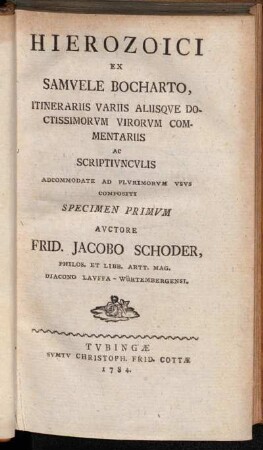 HIEROZOICI
EX
SAMVELE BOCHARTO,
ITINERARIIS VARIIS ALIISQVE DO-
CTISSIMORVM VIRORVM COM-
MENTARIIS
AC
SCRIPTIVNCVLIS
ADCOMMODATE AD PLVRIMORVM VSVS
COMPOSITI
SPECIMEN PRIMVM
AVCTORE
FRID. JACOBO SCHODER,
PHILOS. ET LIBB. ARTT. MAG.
DIACONO LAVFFA-WÜRTEMBERGENSI.
TVBINGÆ
SVMTV CHRISTOPH. FRID. COTTÆ
1784.